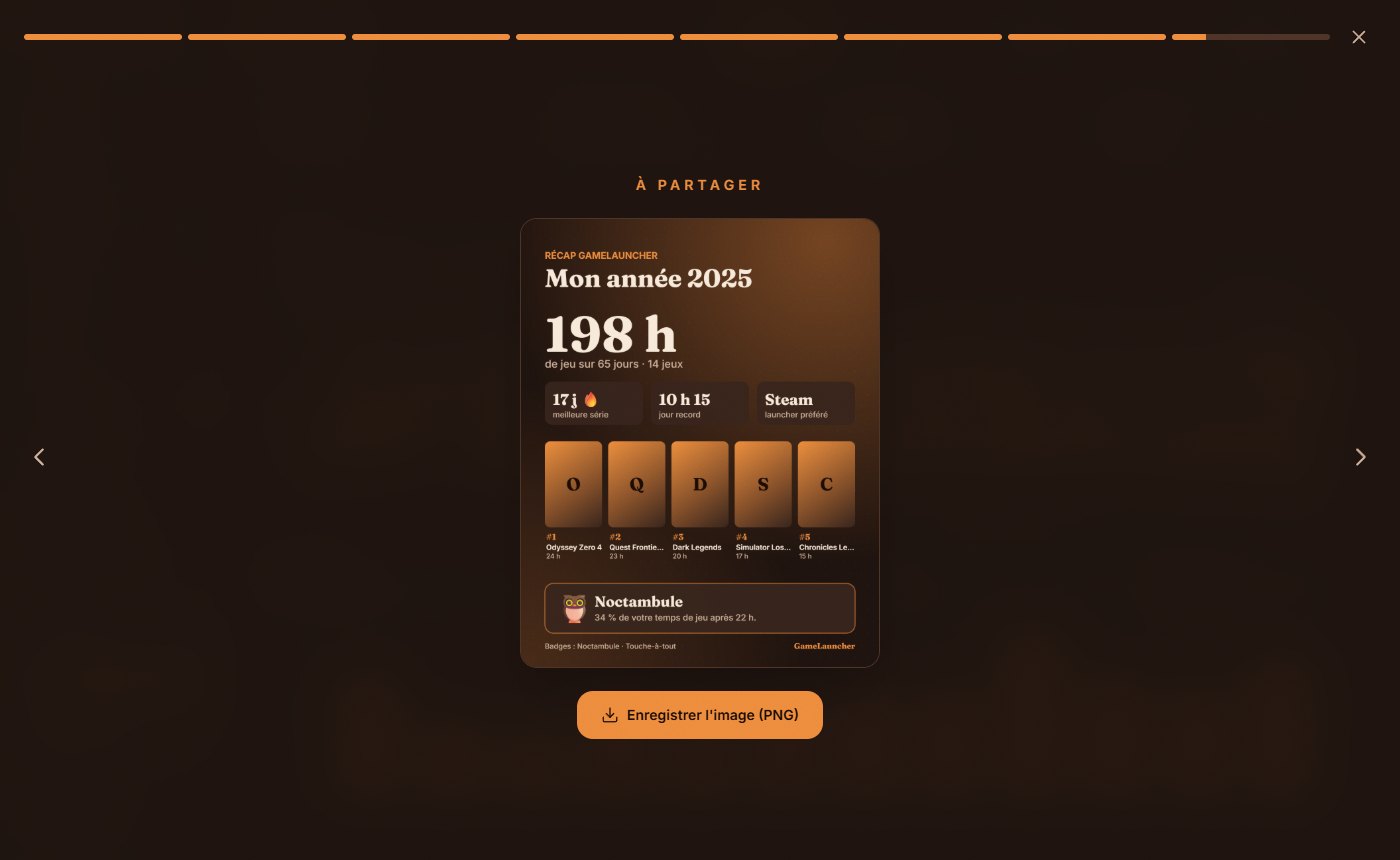 À PARTAGER
RÉCAP GAMELAUNCHER
Mon année 2025
198 h
de jeu sur 65 jours · 14 jeux
17 j 🔥
meilleure série
10 h 15
jour record
Steam
launcher préféré
O
Q
D
S
C
#1
Odyssey Zero 4
24 h
#2
Quest Frontie...
23 h
#3
Dark Legends
20 h
#4
Simulator Los...
17 h
#5
Chronicles Le...
15 h
Noctambule
34 % de votre temps de jeu après 22 h.
Badges : Noctambule · Touche-à-tout
GameLauncher
Enregistrer l'image (PNG)